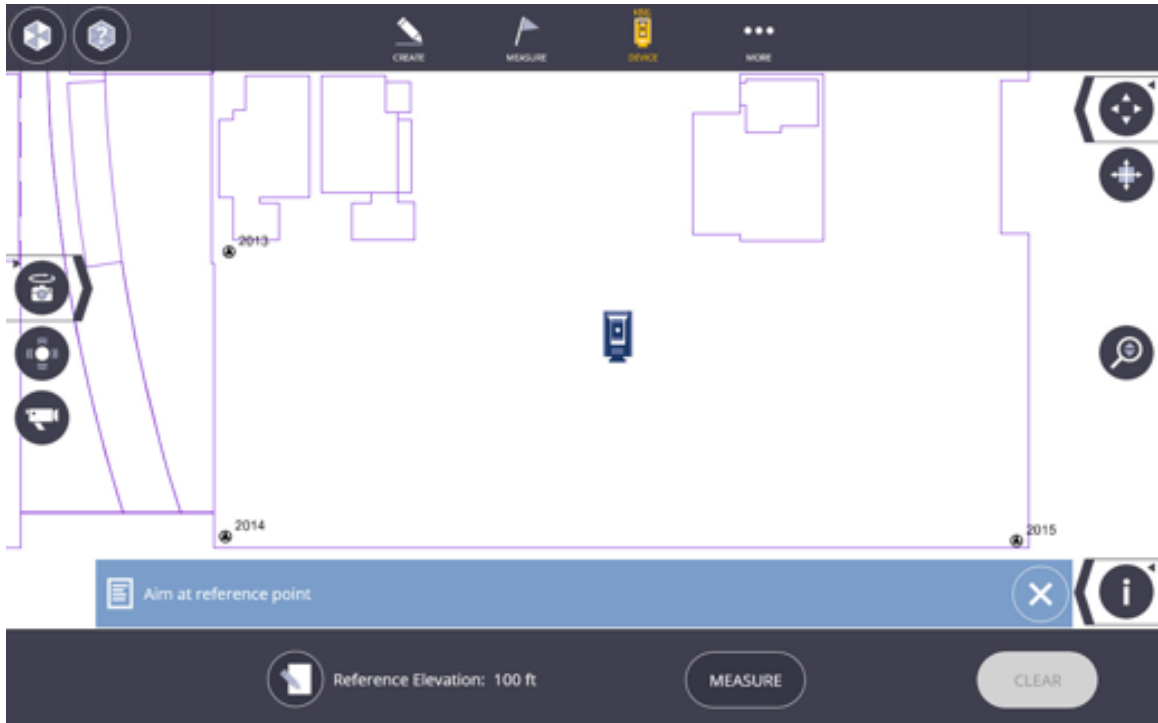 CREATE
MEASURE
DEVICE
MORE
2013
2014
2015
Aim at reference point
Reference Elevation: 100 ft
MEASURE
CLEAR